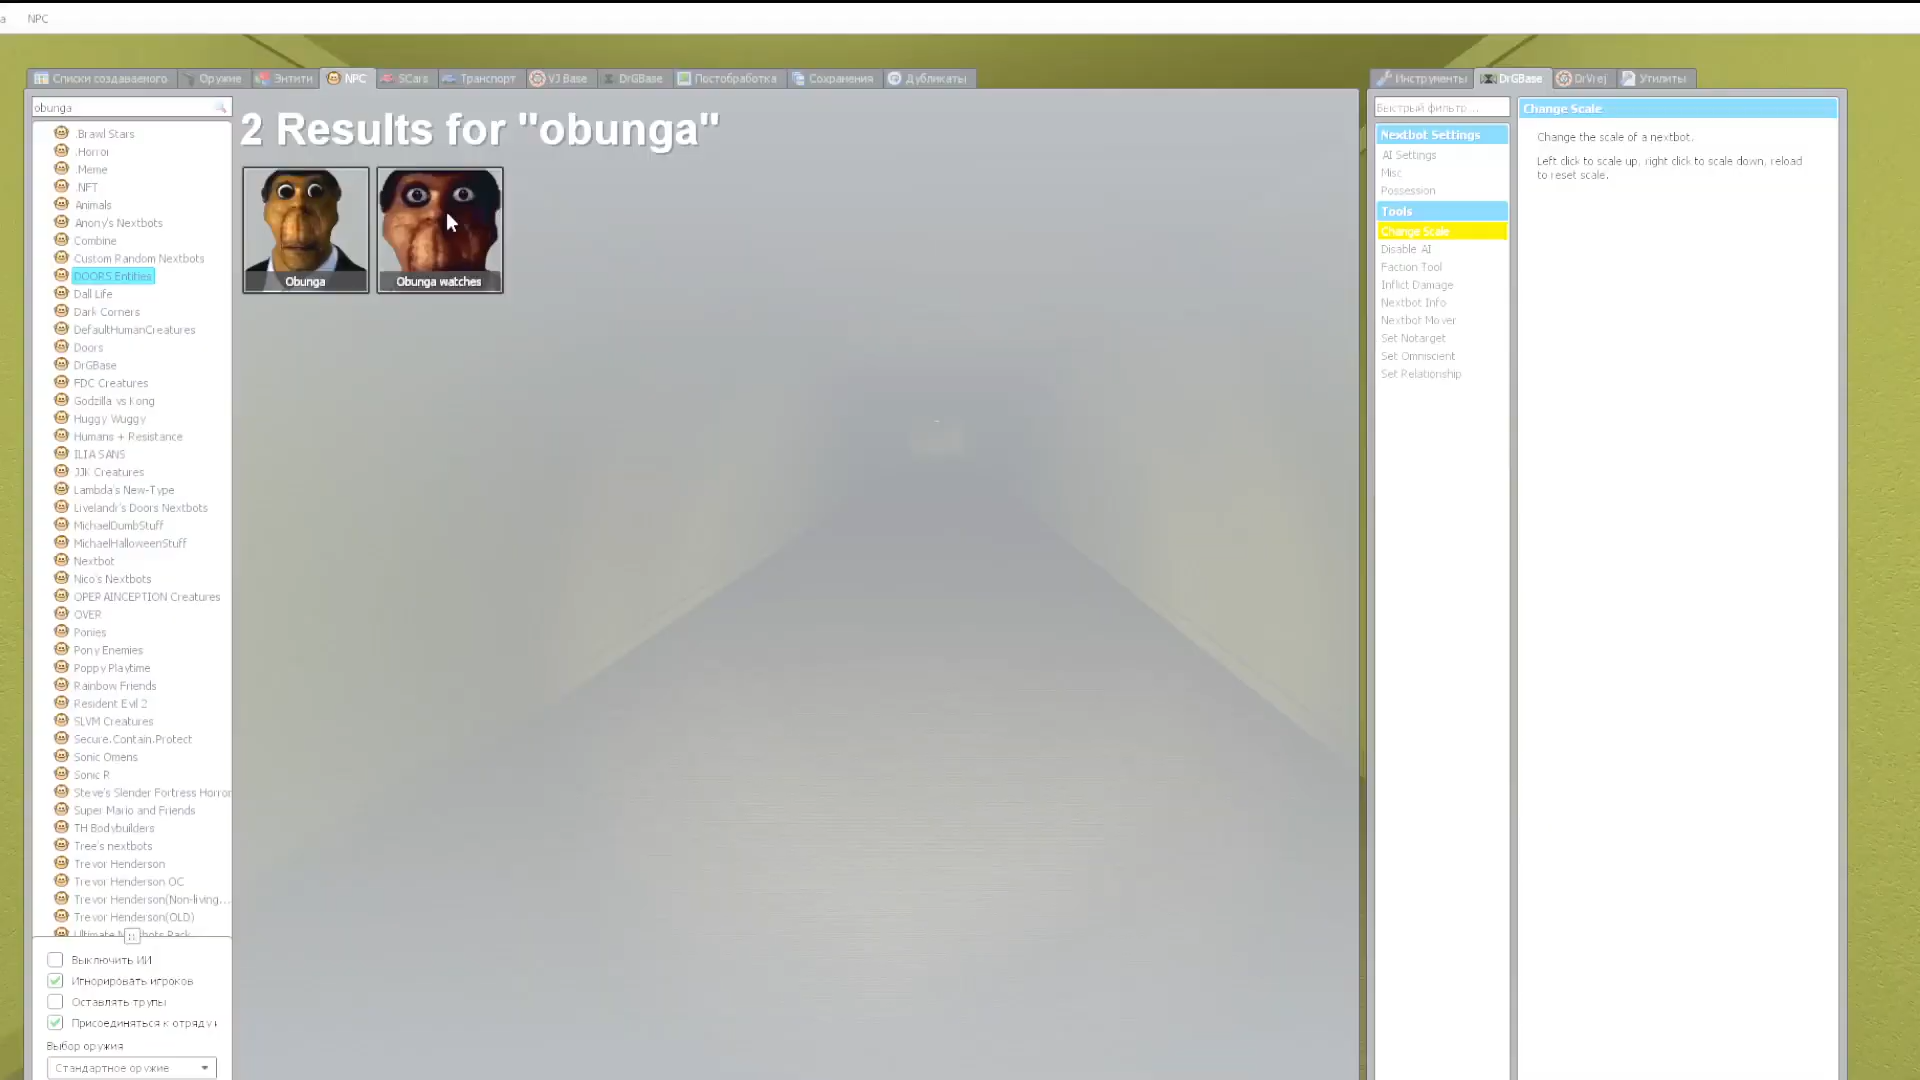 NPC
Списки создаваемого
Оружие
Энтити
NPC
SCars
Транспорт
VJ Base
DrGBase
Постобработка
Сохранения
Дубликаты
obunga
.Brawl Stars
.Horror
.Meme
.NFT
Animals
Anony's Nextbots
Combine
Custom Random Nextbots
DOORS Entities
Dall Life
Dark Corners
DefaultHumanCreatures
Doors
DrGBase
FDC Creatures
Godzilla vs Kong
Huggy Wuggy
Humans + Resistance
ILIA SANS
JJK Creatures
Lambda's New-Type
Livelandr's Doors Nextbots
MichaelDumbStuff
MichaelHalloweenStuff
Nextbot
Nico's Nextbots
OPERAINCEPTION Creatures
OVER
Ponies
Pony Enemies
Poppy Playtime
Rainbow Friends
Resident Evil 2
SLVM Creatures
Secure.Contain.Protect
Sonic Omens
Sonic R
Steve's Slender Fortress Horror
Super Mario and Friends
TH Bodybuilders
Tree's nextbots
Trevor Henderson
Trevor Henderson OC
Trevor Henderson(Non-living...
Trevor Henderson(OLD)
Выключить ИИ
Игнорировать игроков
Оставлять трупы
Присоединяться к отряду
Выбор оружия
Стандартное оружие
2 Results for "obunga"
Obunga
Obunga watches
Инструменты
DrGBase
DrVrej
Утилиты
Быстрый фильтр ...
Nextbot Settings
AI Settings
Misc
Possession
Tools
Change Scale
Disable AI
Faction Tool
Inflict Damage
Nextbot Info
Nextbot Mover
Set Notarget
Set Omniscient
Set Relationship
Change Scale
Change the scale of a nextbot.
Left click to scale up, right click to scale down, reload
to reset scale.